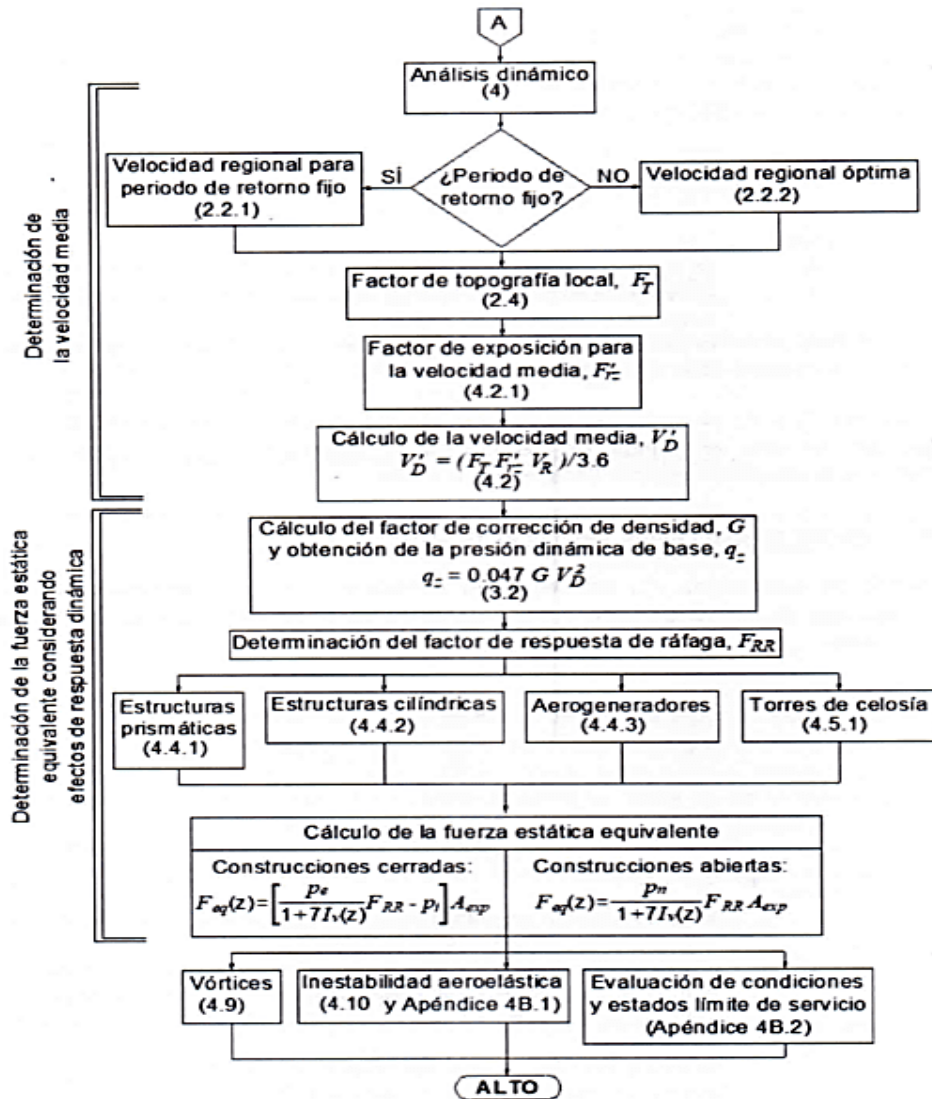 A
Análisis dinámico
(4)
Velocidad regional para
periodo de retorno fijo
(2.2.1)
SÍ
¿Periodo de
retorno fijo?
NO
Velocidad regional óptima
(2.2.2)
Factor de topografía local, F_T
(2.4)
Factor de exposición para
la velocidad media, F'_rz
(4.2.1)
Cálculo de la velocidad media, V'_D
V'_D = (F_T F'_rz V_R)/3.6
(4.2)
Determinación de
la velocidad media
Cálculo del factor de corrección de densidad, G
y obtención de la presión dinámica de base, q_z
q_z = 0.047 G V_D^2
(3.2)
Determinación del factor de respuesta de ráfaga, F_RR
Estructuras
prismáticas
(4.4.1)
Estructuras cilíndricas
(4.4.2)
Aerogeneradores
(4.4.3)
Torres de celosía
(4.5.1)
Cálculo de la fuerza estática equivalente
Construcciones cerradas:
F_eq(z)=[p_e/(1+7I_v(z)) F_RR - p_i] A_exp
Construcciones abiertas:
F_eq(z)=p_n/(1+7I_v(z)) F_RR A_exp
Determinación de la fuerza estática
equivalente considerando
efectos de respuesta dinámica
Vórtices
(4.9)
Inestabilidad aeroelástica
(4.10 y Apéndice 4B.1)
Evaluación de condiciones
y estados límite de servicio
(Apéndice 4B.2)
ALTO